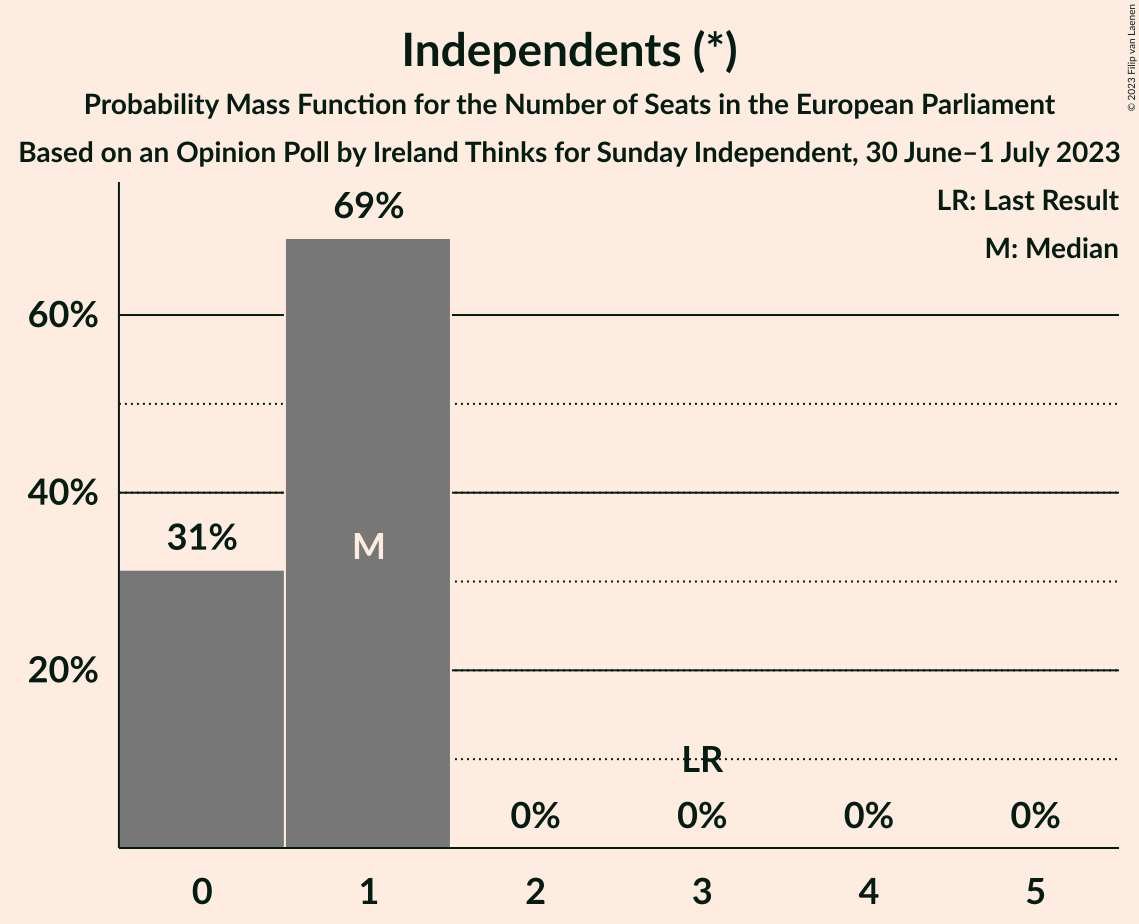 Independents (*)
Probability Mass Function for the Number of Seats in the European Parliament
Based on an Opinion Poll by Ireland Thinks for Sunday Independent, 30 June–1 July 2023
© 2023 Filip van Laenen
LR: Last Result
M: Median
69%
60%
40%
31%
M
20%
LR
0% 0% 0% 0%
0 1 2 3 4 5